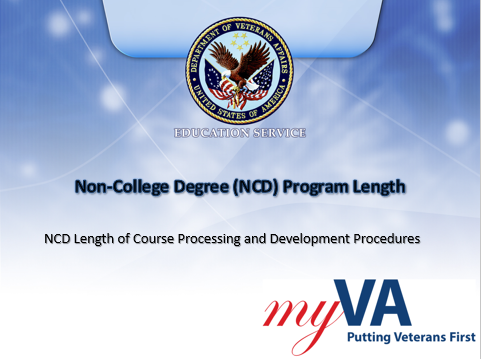 DEPARTMENT OF VETERANS AFFAIRS
UNITED STATES OF AMERICA
EDUCATION SERVICE
Non-College Degree (NCD) Program Length
NCD Length of Course Processing and Development Procedures
myVA
Putting Veterans First